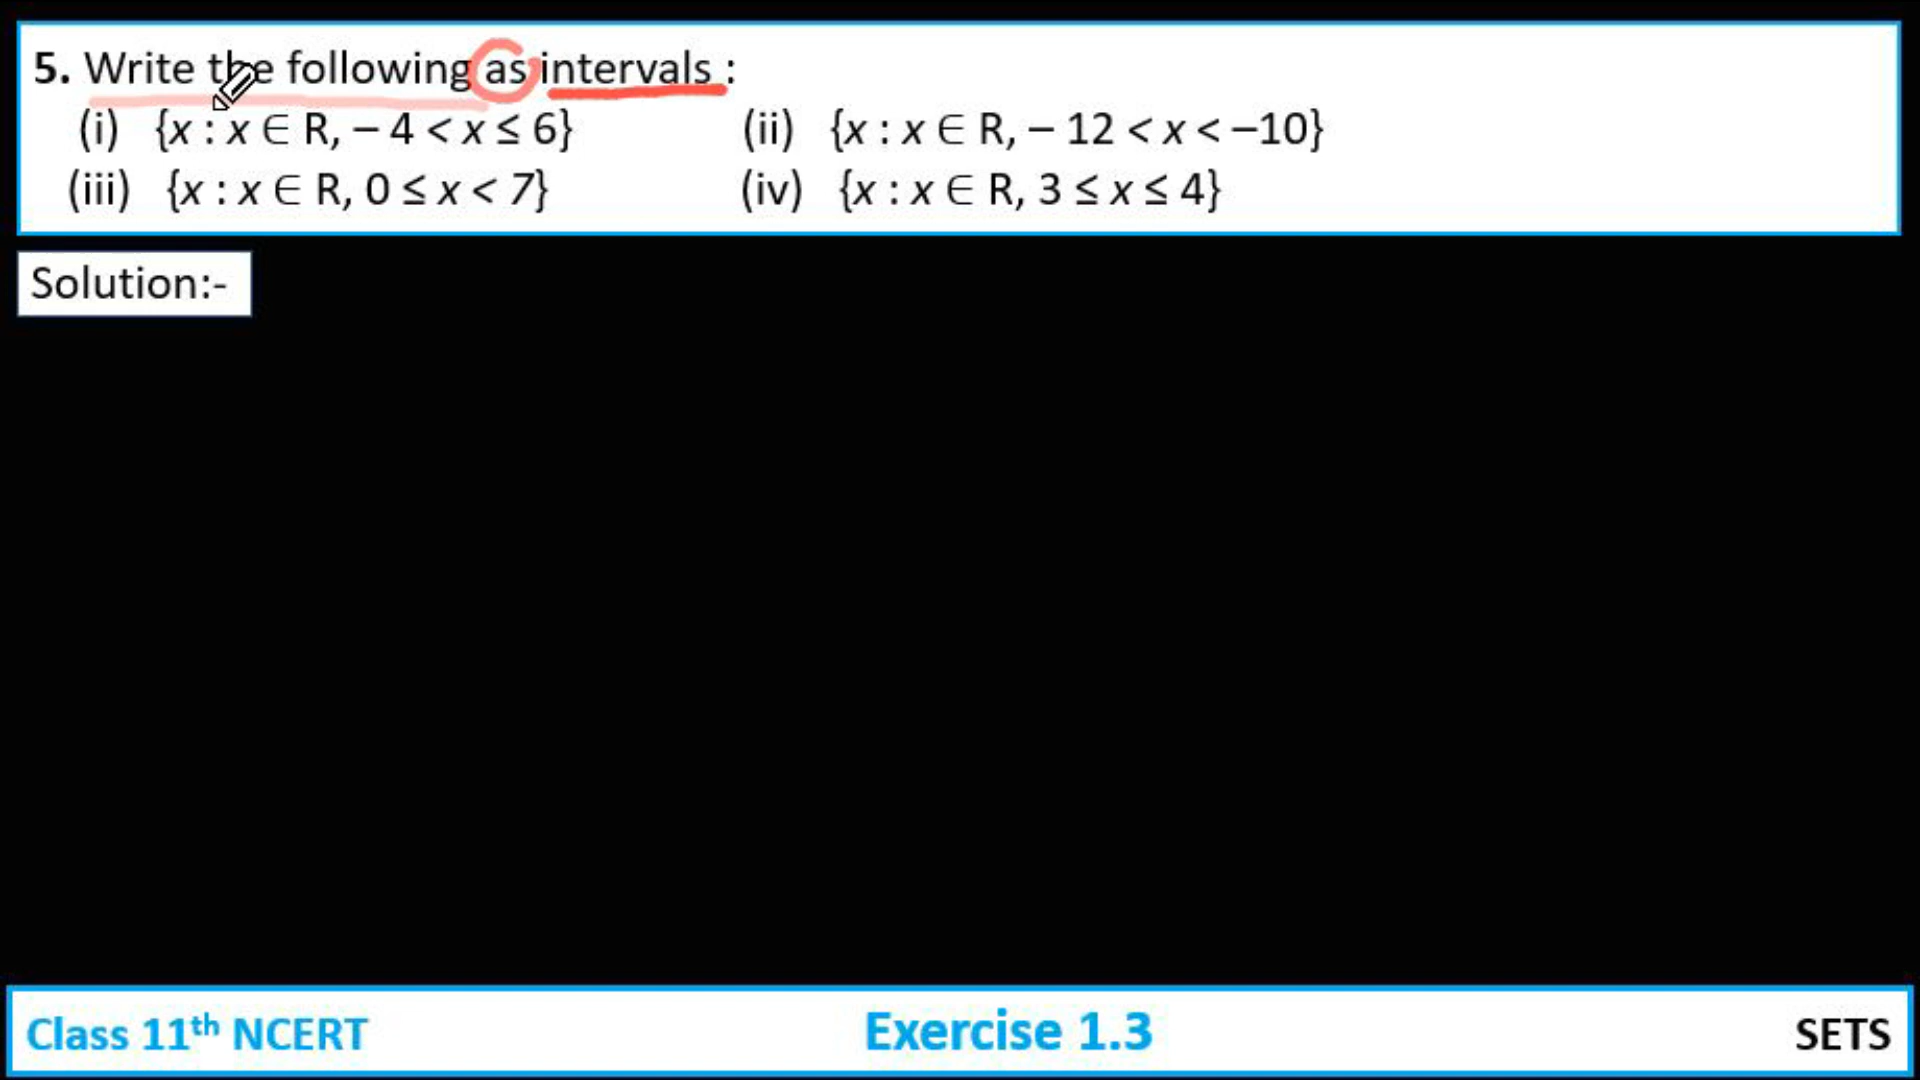 5. Write the following as intervals :
(i) {x : x ∈ R, – 4 < x ≤ 6} (ii) {x : x ∈ R, – 12 < x < –10}
(iii) {x : x ∈ R, 0 ≤ x < 7} (iv) {x : x ∈ R, 3 ≤ x ≤ 4}
Solution:-
Class 11th NCERT Exercise 1.3 SETS